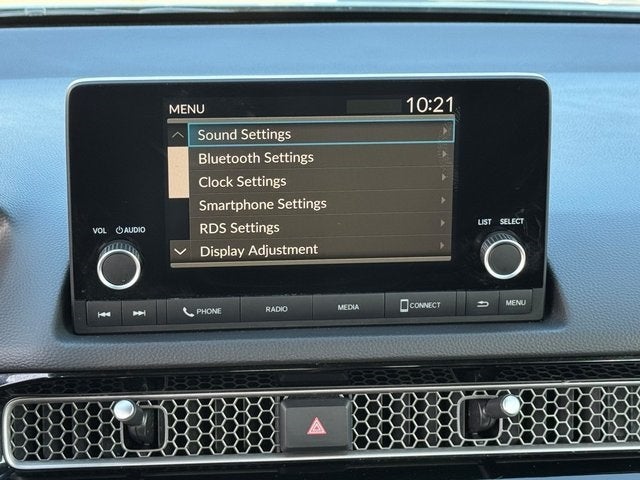 MENU 10:21
Sound Settings
Bluetooth Settings
Clock Settings
Smartphone Settings
RDS Settings
Display Adjustment
VOL AUDIO
LIST SELECT
PHONE RADIO MEDIA CONNECT MENU